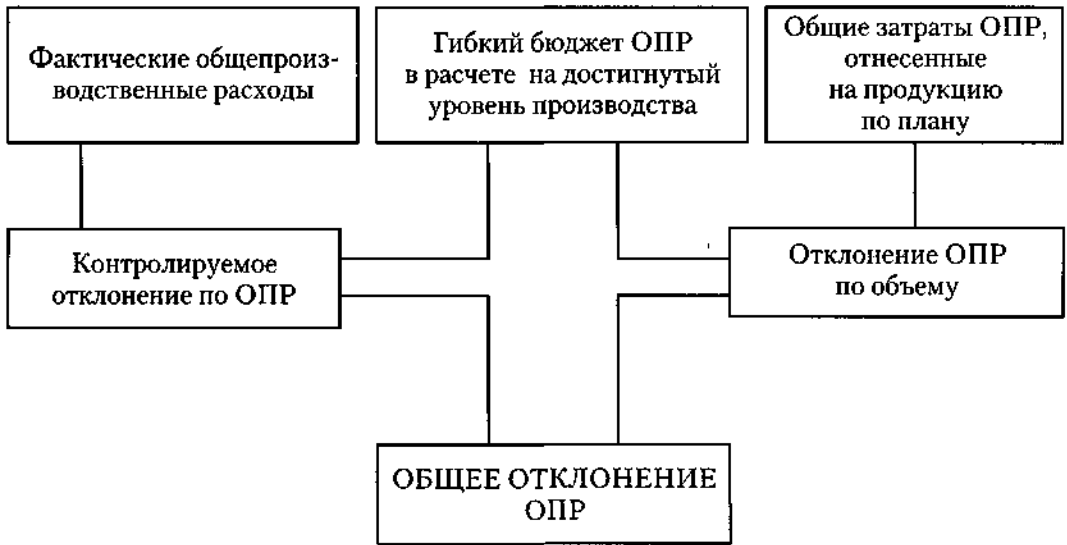 Фактические общепроиз-
водственные расходы
Гибкий бюджет ОПР
в расчете на достигнутый
уровень производства
Общие затраты ОПР,
отнесенные
на продукцию
по плану
Контролируемое
отклонение по ОПР
Отклонение ОПР
по объему
ОБЩЕЕ ОТКЛОНЕНИЕ
ОПР